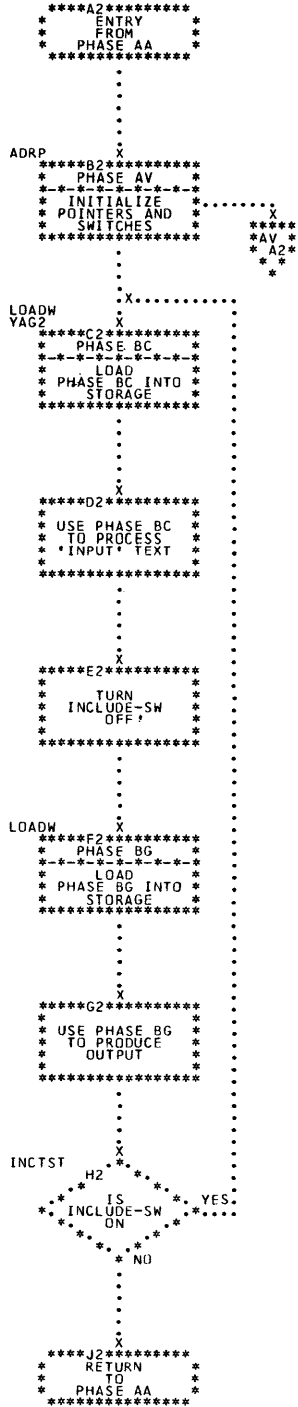 A2
ENTRY
FROM
PHASE AA
ADRP
B2
PHASE AV
INITIALIZE
POINTERS AND
SWITCHES
AV
A2
LOADW
YAG2
C2
PHASE BC
LOAD
PHASE BC INTO
STORAGE
D2
USE PHASE BC
TO PROCESS
'INPUT' TEXT
E2
TURN
INCLUDE-SW
OFF'
LOADW
F2
PHASE BG
LOAD
PHASE BG INTO
STORAGE
G2
USE PHASE BG
TO PRODUCE
OUTPUT
INCTST
H2
IS
INCLUDE-SW
ON
YES
NO
J2
RETURN
TO
PHASE AA